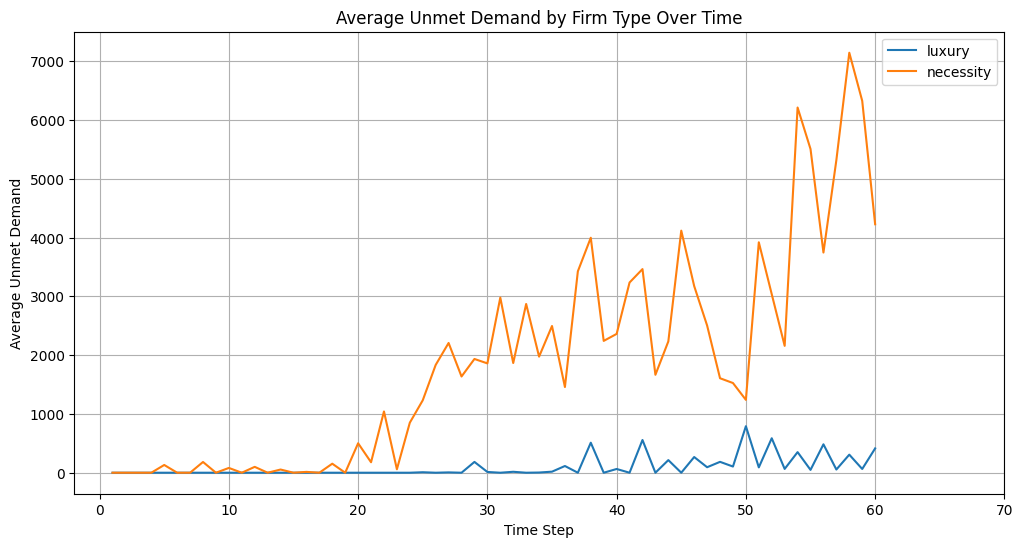 Average Unmet Demand by Firm Type Over Time
luxury
necessity
Average Unmet Demand
7000
6000
5000
4000
3000
2000
1000
0
0 10 20 30 40 50 60 70
Time Step